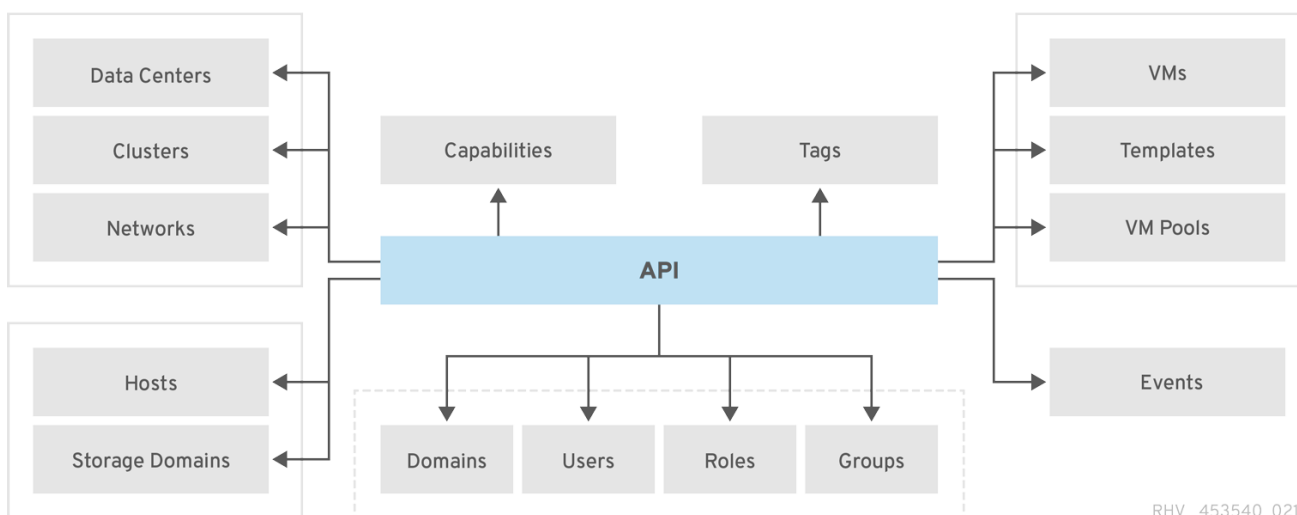 Data Centers
Clusters
Networks
Hosts
Storage Domains
Capabilities
Tags
API
Domains
Users
Roles
Groups
VMs
Templates
VM Pools
Events
RHV_453540_021